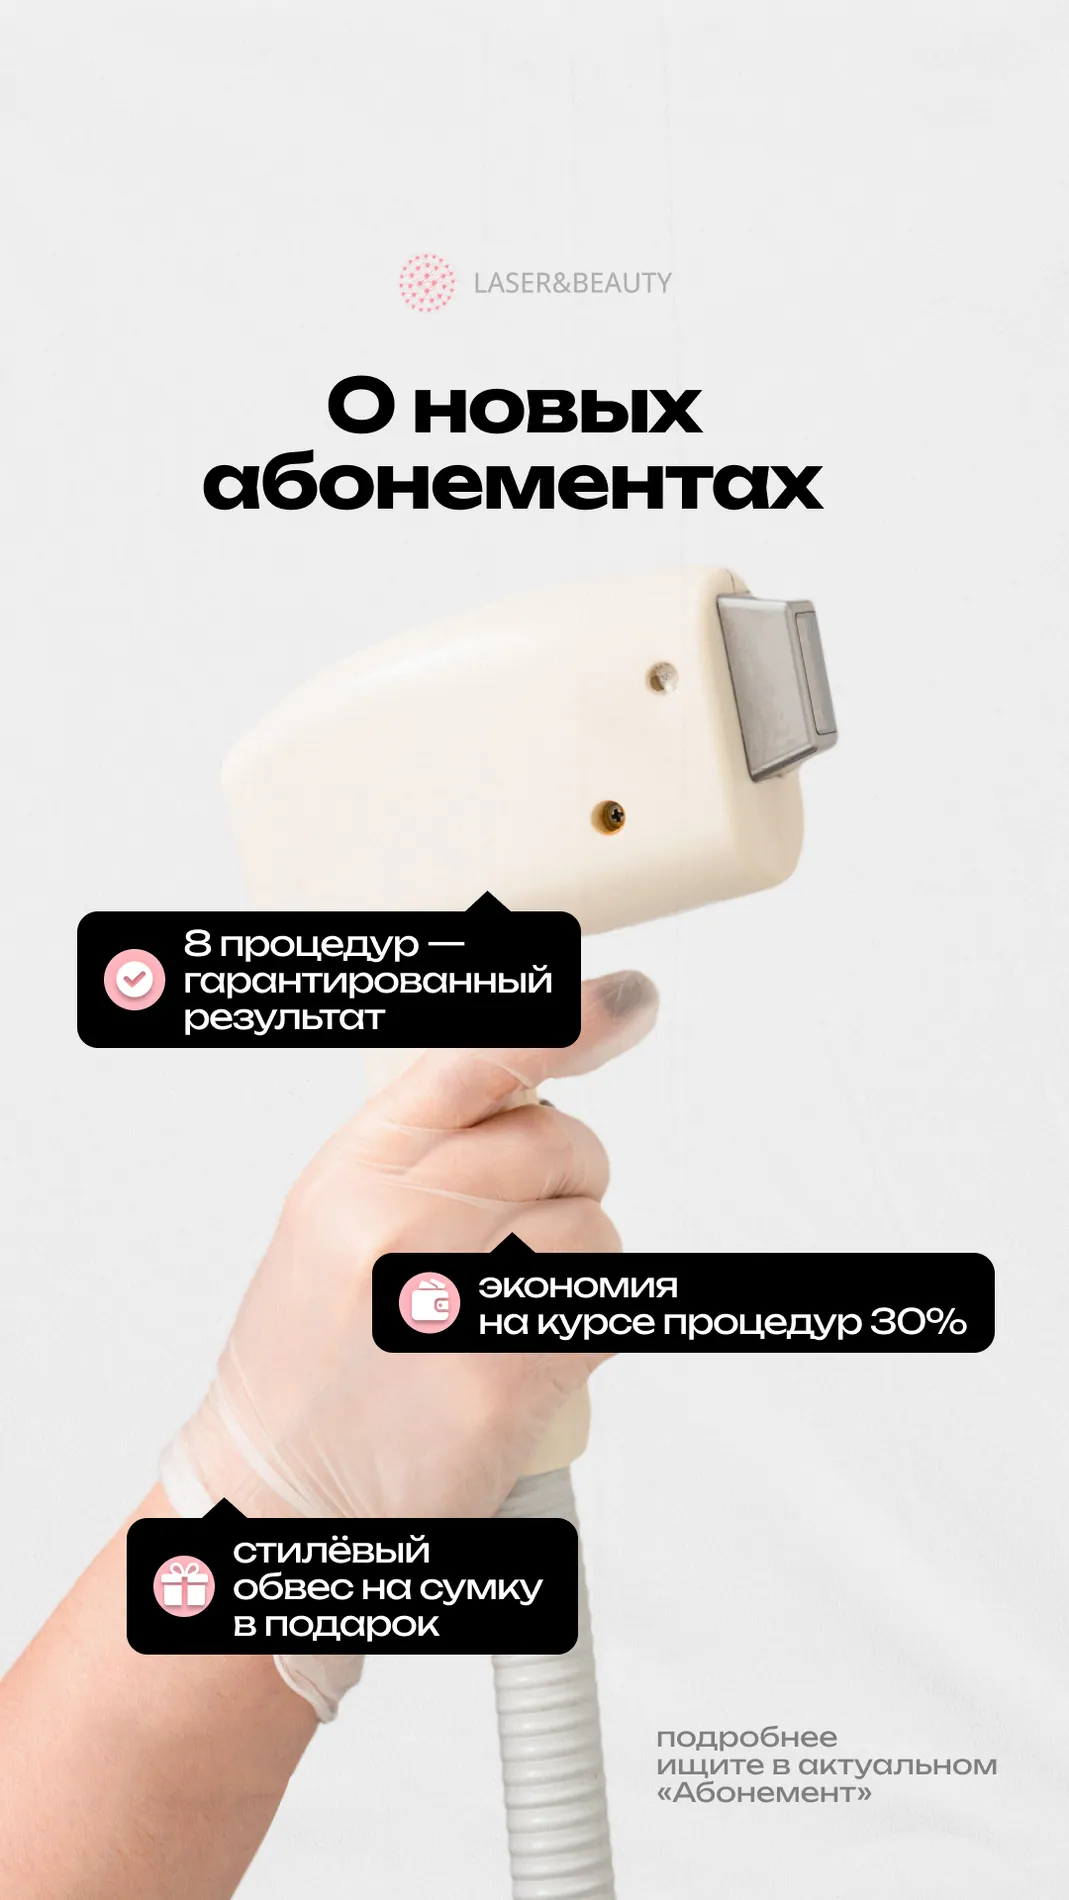 LASER&BEAUTY
О новых
абонементах
8 процедур —
гарантированный
результат
экономия
на курсе процедур 30%
стилёвый
обвес на сумку
в подарок
подробнее
ищите в актуальном
«Абонемент»